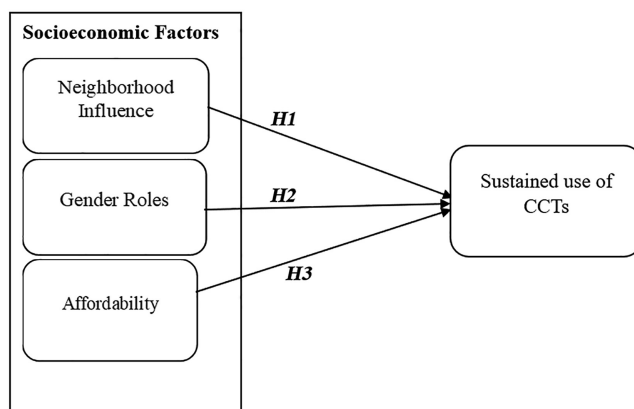 Socioeconomic Factors
Neighborhood
Influence
H1
Gender Roles
H2
Sustained use of
CCTs
Affordability
H3